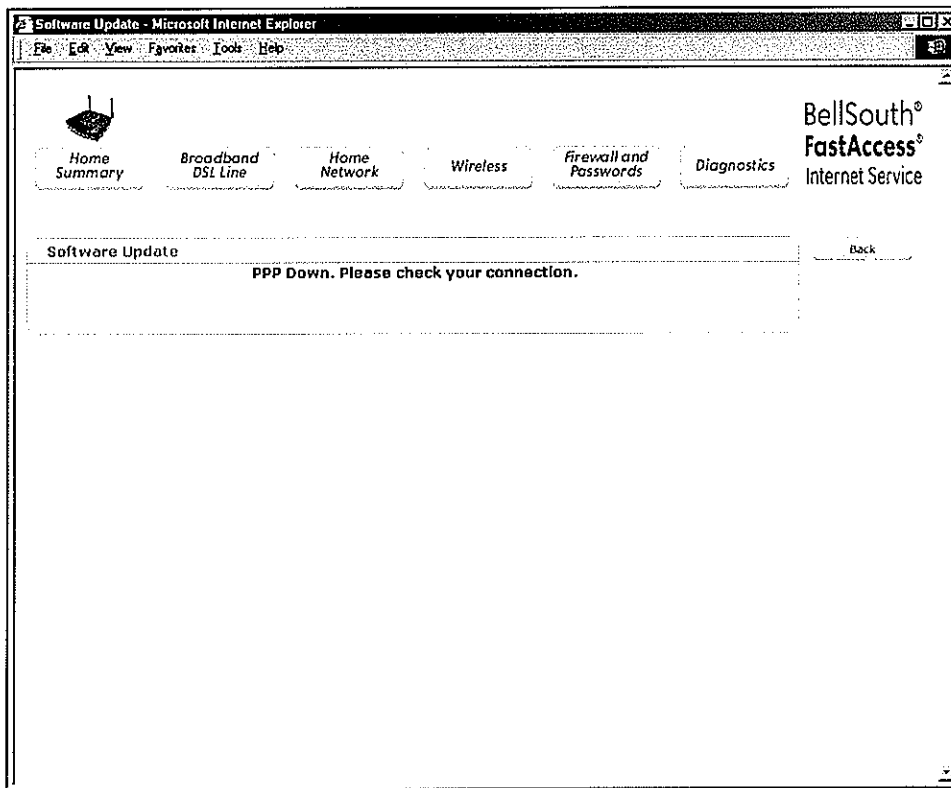 Software Update - Microsoft Internet Explorer
File Edit View Favorites Tools Help
BellSouth®
FastAccess®
Internet Service
Home Summary
Broadband DSL Line
Home Network
Wireless
Firewall and Passwords
Diagnostics
Software Update
Back
PPP Down. Please check your connection.